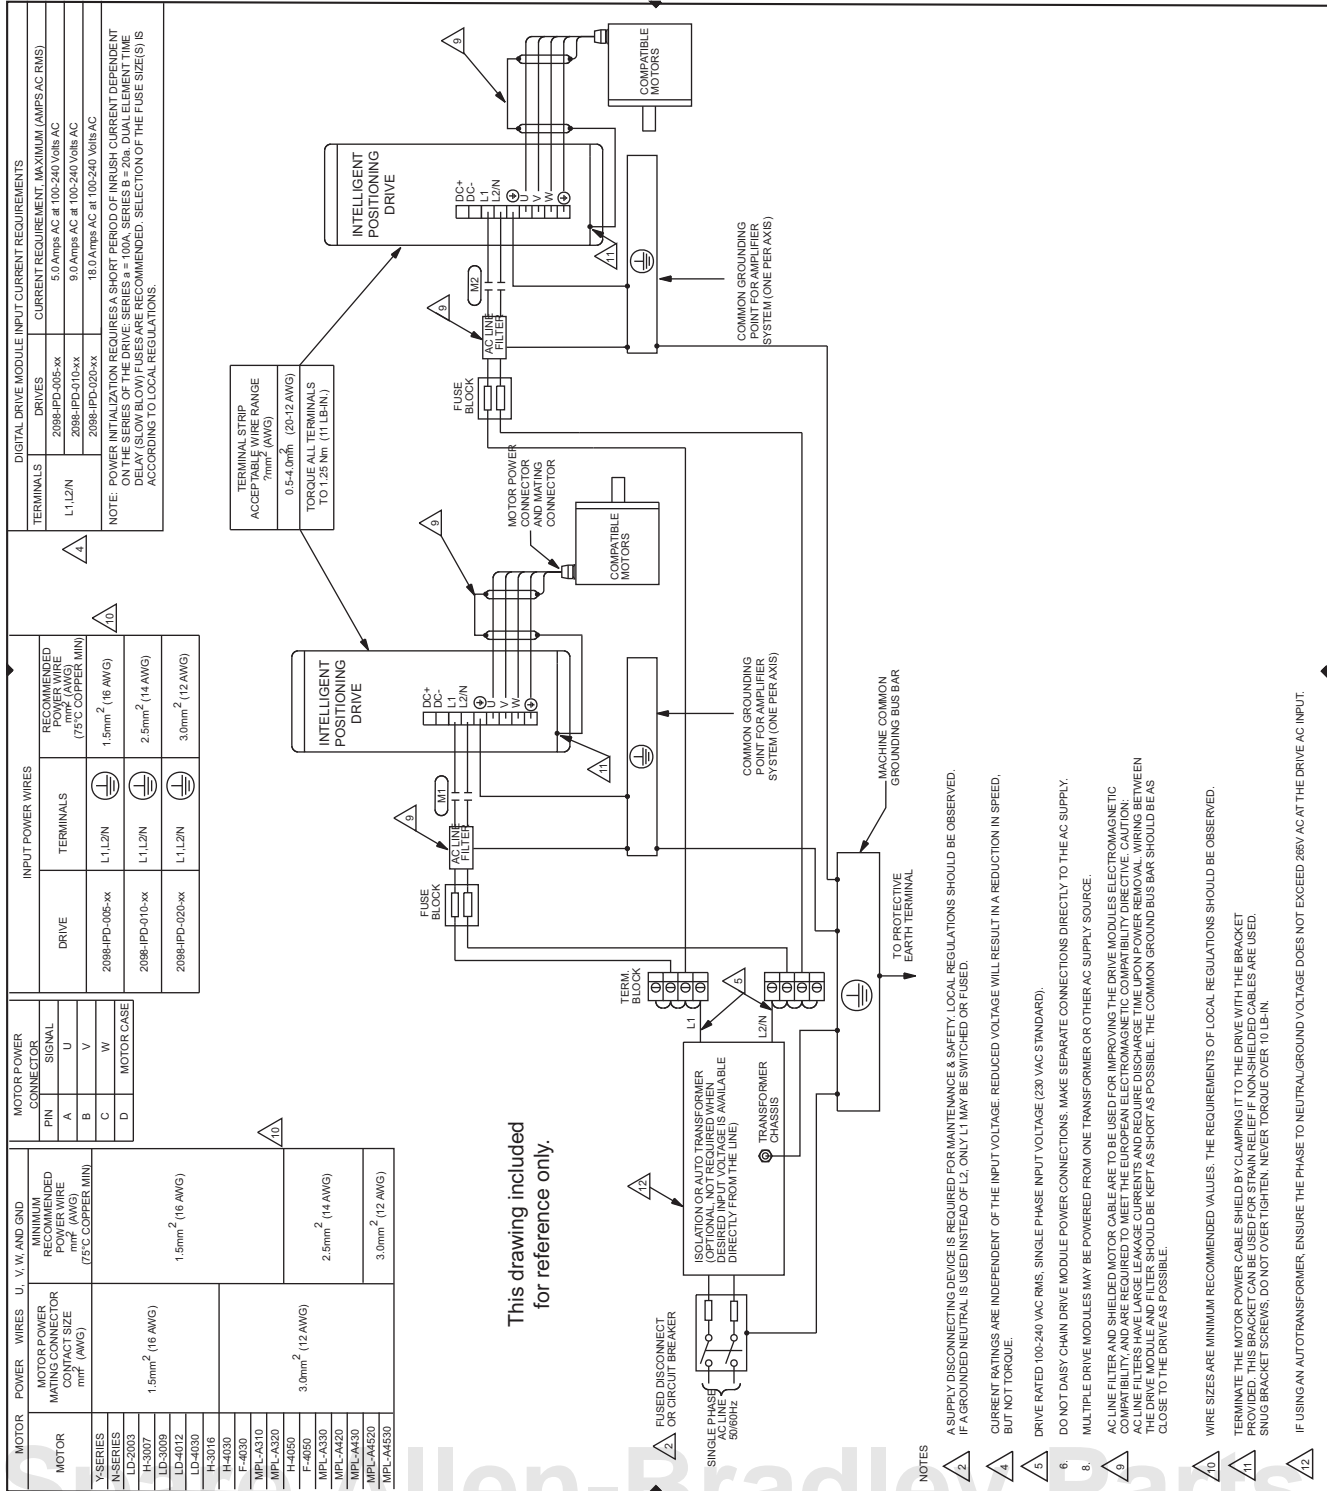 MOTOR POWER WIRES U, V, W, AND GND
MOTOR
MOTOR POWER
MATING CONNECTOR
CONTACT SIZE
mm² (AWG)
MINIMUM
RECOMMENDED
POWER WIRE
mm² (AWG)
(75°C COPPER MIN)
Y-SERIES
N-SERIES
LD-2003
H-3007
LD-3009
LD-4012
LD-4030
H-3016
H-4030
F-4030
MPL-A310
H-4050
F-4050
MPL-A330
MPL-A420
MPL-A430
MPL-A4520
MPL-A4530
1.5mm² (16 AWG)
3.0mm² (12 AWG)
1.5mm² (16 AWG)
2.5mm² (14 AWG)
3.0mm² (12 AWG)
10
MOTOR POWER
CONNECTOR
PIN SIGNAL
A U
B V
C W
D MOTOR CASE
INPUT POWER WIRES
DRIVE
TERMINALS
RECOMMENDED
POWER WIRE
mm² (AWG)
(75°C COPPER MIN)
2098-IPD-005-xx L1,L2/N 1.5mm² (16 AWG)
2098-IPD-010-xx L1,L2/N 2.5mm² (14 AWG)
2098-IPD-020-xx L1,L2/N 3.0mm² (12 AWG)
10
DIGITAL DRIVE MODULE INPUT CURRENT REQUIREMENTS
TERMINALS DRIVES CURRENT REQUIREMENT, MAXIMUM (AMPS AC RMS)
L1,L2/N
2098-IPD-005-xx 5.0 Amps AC at 100-240 Volts AC
2098-IPD-010-xx 9.0 Amps AC at 100-240 Volts AC
2098-IPD-020-xx 18.0 Amps AC at 100-240 Volts AC
NOTE: POWER INITIALIZATION REQUIRES A SHORT PERIOD OF INRUSH CURRENT DEPENDENT
ON THE SERIES OF THE DRIVE: SERIES a = 100A, SERIES B = 20a. DUAL ELEMENT TIME
DELAY (SLOW BLOW) FUSES ARE RECOMMENDED. SELECTION OF THE FUSE SIZE(S) IS
ACCORDING TO LOCAL REGULATIONS.
4
TERMINAL STRIP
ACCEPTABLE WIRE RANGE
?mm² (AWG)
0.5-4.0mm² (20-12 AWG)
TORQUE ALL TERMINALS
TO 1.25 Nm (11 LB-IN.)
This drawing included
for reference only.
INTELLIGENT
POSITIONING
DRIVE
DC+
DC-
L1
L2/N
U
V
W
11
M1
9
AC LINE
FILTER
FUSE
BLOCK
9
MOTOR POWER
CONNECTOR
AND MATING
CONNECTOR
COMPATIBLE
MOTORS
COMMON GROUNDING
POINT FOR AMPLIFIER
SYSTEM (ONE PER AXIS)
INTELLIGENT
POSITIONING
DRIVE
DC+
DC-
L1
L2/N
U
V
W
11
M2
9
AC LINE
FILTER
FUSE
BLOCK
9
COMPATIBLE
MOTORS
COMMON GROUNDING
POINT FOR AMPLIFIER
SYSTEM (ONE PER AXIS)
2
FUSED DISCONNECT
OR CIRCUIT BREAKER
SINGLE PHASE
AC LINE
50/60Hz
12
ISOLATION OR AUTO TRANSFORMER
(OPTIONAL, NOT REQUIRED WHEN
DESIRED INPUT VOLTAGE IS AVAILABLE
DIRECTLY FROM THE LINE)
TRANSFORMER
CHASSIS
L1
L2/N
5
TERM.
BLOCK
TO PROTECTIVE
EARTH TERMINAL
MACHINE COMMON
GROUNDING BUS BAR
NOTES
2 A SUPPLY DISCONNECTING DEVICE IS REQUIRED FOR MAINTENANCE & SAFETY. LOCAL REGULATIONS SHOULD BE OBSERVED.
IF A GROUNDED NEUTRAL IS USED INSTEAD OF L2, ONLY L1 MAY BE SWITCHED OR FUSED.
4 CURRENT RATINGS ARE INDEPENDENT OF THE INPUT VOLTAGE. REDUCED VOLTAGE WILL RESULT IN A REDUCTION IN SPEED,
BUT NOT TORQUE.
5 DRIVE RATED 100-240 VAC RMS, SINGLE PHASE INPUT VOLTAGE (230 VAC STANDARD).
6. DO NOT DAISY CHAIN DRIVE MODULE POWER CONNECTIONS. MAKE SEPARATE CONNECTIONS DIRECTLY TO THE AC SUPPLY.
8. MULTIPLE DRIVE MODULES MAY BE POWERED FROM ONE TRANSFORMER OR OTHER AC SUPPLY SOURCE.
9 AC LINE FILTER AND SHIELDED MOTOR CABLE ARE TO BE USED FOR IMPROVING THE DRIVE MODULES ELECTROMAGNETIC
COMPATIBILITY, AND ARE REQUIRED TO MEET THE EUROPEAN ELECTROMAGNETIC COMPATIBILITY DIRECTIVE. CAUTION:
AC LINE FILTERS HAVE LARGE LEAKAGE CURRENTS AND REQUIRE DISCHARGE TIME UPON POWER REMOVAL. WIRING BETWEEN
THE DRIVE MODULE AND FILTER SHOULD BE KEPT AS SHORT AS POSSIBLE. THE COMMON GROUND BUS BAR SHOULD BE AS
CLOSE TO THE DRIVE AS POSSIBLE.
10 WIRE SIZES ARE MINIMUM RECOMMENDED VALUES. THE REQUIREMENTS OF LOCAL REGULATIONS SHOULD BE OBSERVED.
11 TERMINATE THE MOTOR POWER CABLE SHIELD BY CLAMPING IT TO THE DRIVE WITH THE BRACKET
PROVIDED. THIS BRACKET CAN BE USED FOR STRAIN RELIEF IF NON-SHIELDED CABLES ARE USED.
SNUG BRACKET SCREWS, DO NOT OVER TIGHTEN. NEVER TORQUE OVER 10 LB-IN.
12 IF USING AN AUTOTRANSFORMER, ENSURE THE PHASE TO NEUTRAL/GROUND VOLTAGE DOES NOT EXCEED 265V AC AT THE DRIVE AC INPUT.
Allen-Bradley Parts